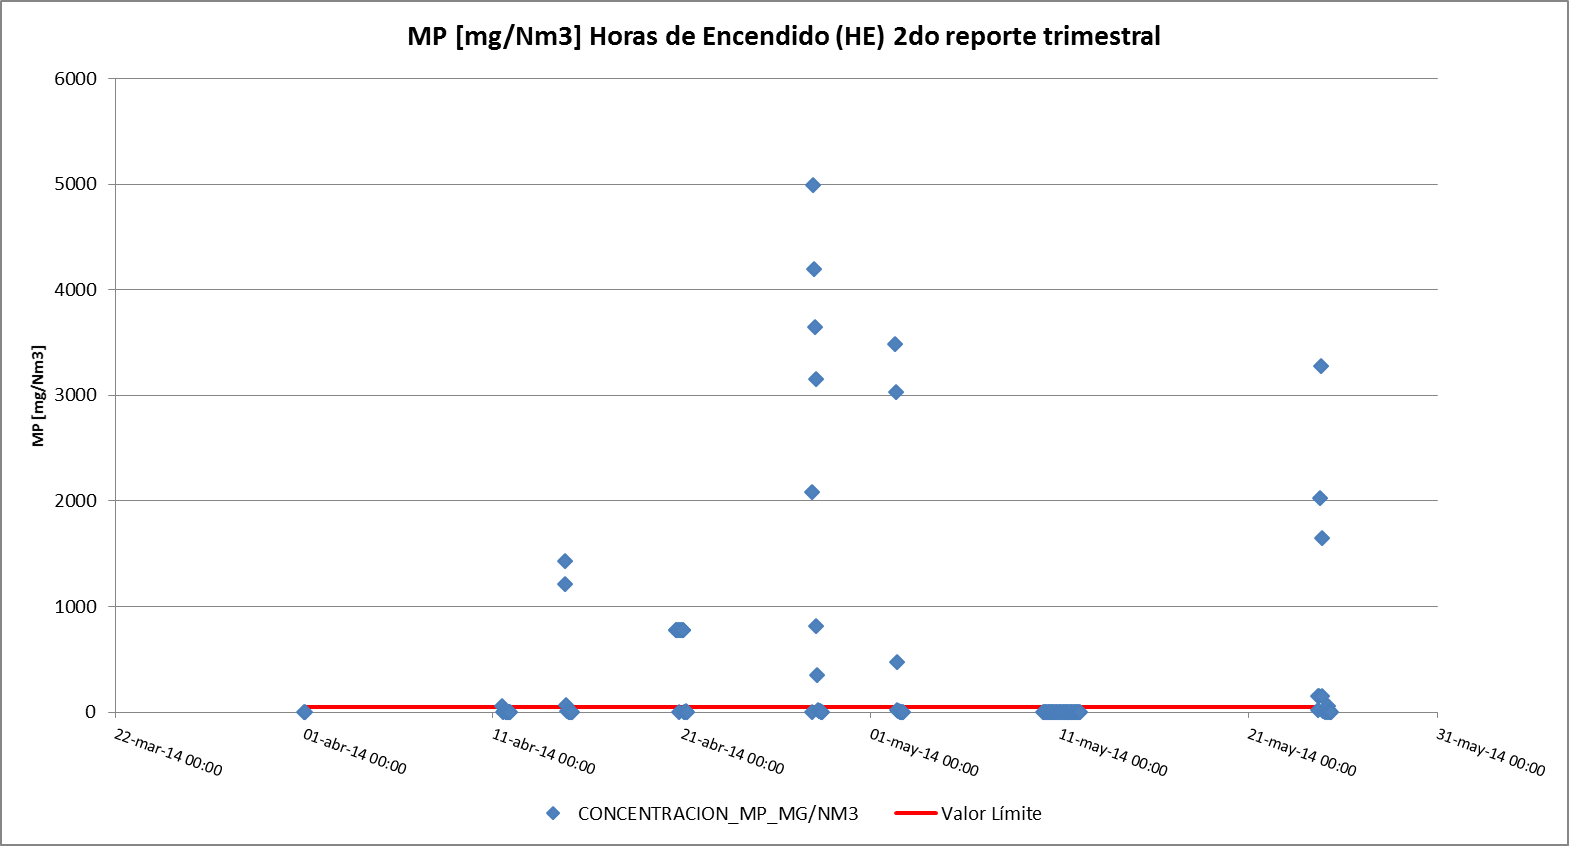 MP [mg/Nm3] Horas de Encendido (HE) 2do reporte trimestral
6000
5000
4000
3000
2000
1000
0
MP [mg/Nm3]
22-mar-14 00:00
01-abr-14 00:00
11-abr-14 00:00
21-abr-14 00:00
01-may-14 00:00
11-may-14 00:00
21-may-14 00:00
31-may-14 00:00
CONCENTRACION_MP_MG/NM3
Valor Límite